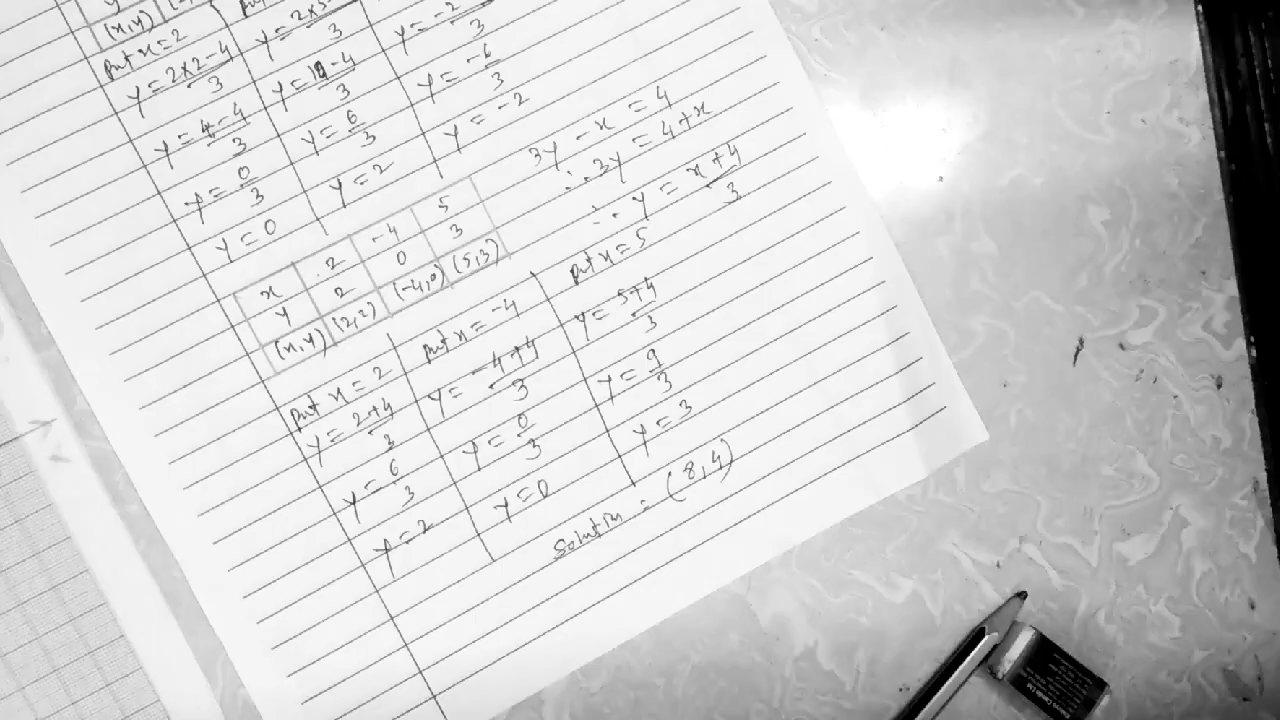 y
(x,y)
put x=2
y = 2×2-4
3
y = 4-4
3
y = 0
3
y = 0
y = 2×5-
3
y = 10-4
3
y = 6
3
y = 2
y = -2
3
y = -6
3
y = -2
3y - x = 4
∴ 3y = 4+x
∴ y = x+4
3
x 2 -4 5
y 2 0 3
(x,y) (2,2) (-4,0) (5,3)
put x = 2
y = 2+4
3
y = 6
3
y = 2
put x = -4
y = -4+4
3
y = 0
3
y = 0
put x = 5
y = 5+4
3
y = 9
3
y = 3
Solution = (8,4)